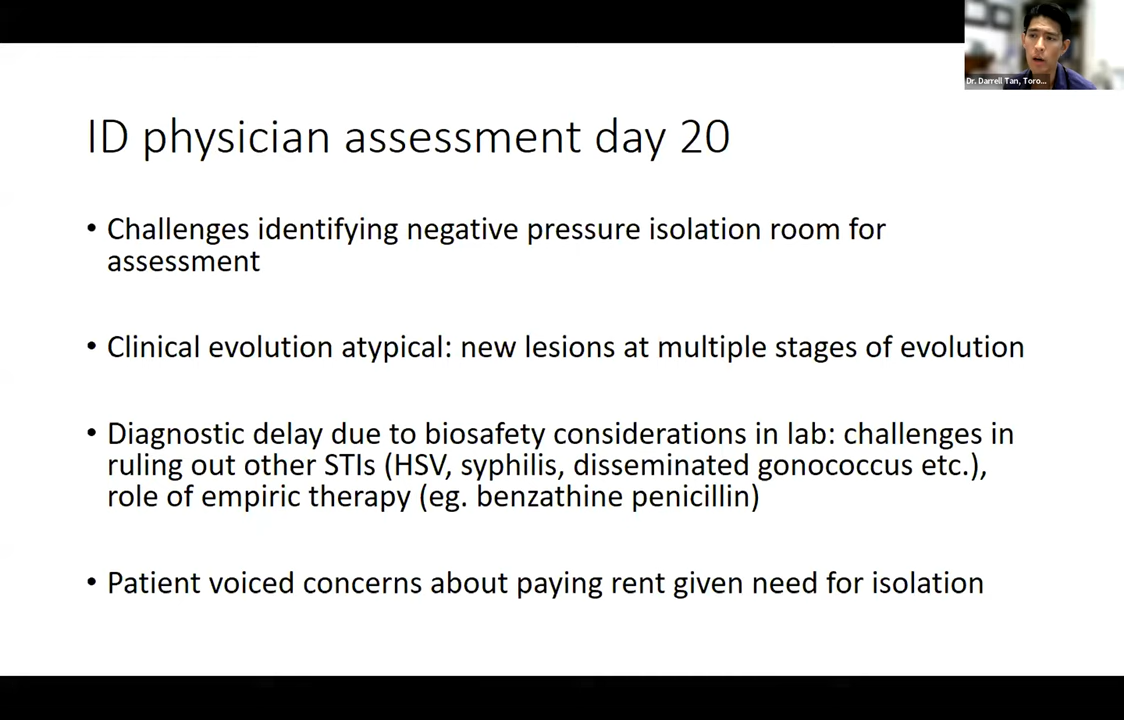 Dr. Darrell Tan, Toro...
ID physician assessment day 20
• Challenges identifying negative pressure isolation room for
assessment
• Clinical evolution atypical: new lesions at multiple stages of evolution
• Diagnostic delay due to biosafety considerations in lab: challenges in
ruling out other STIs (HSV, syphilis, disseminated gonococcus etc.),
role of empiric therapy (eg. benzathine penicillin)
• Patient voiced concerns about paying rent given need for isolation